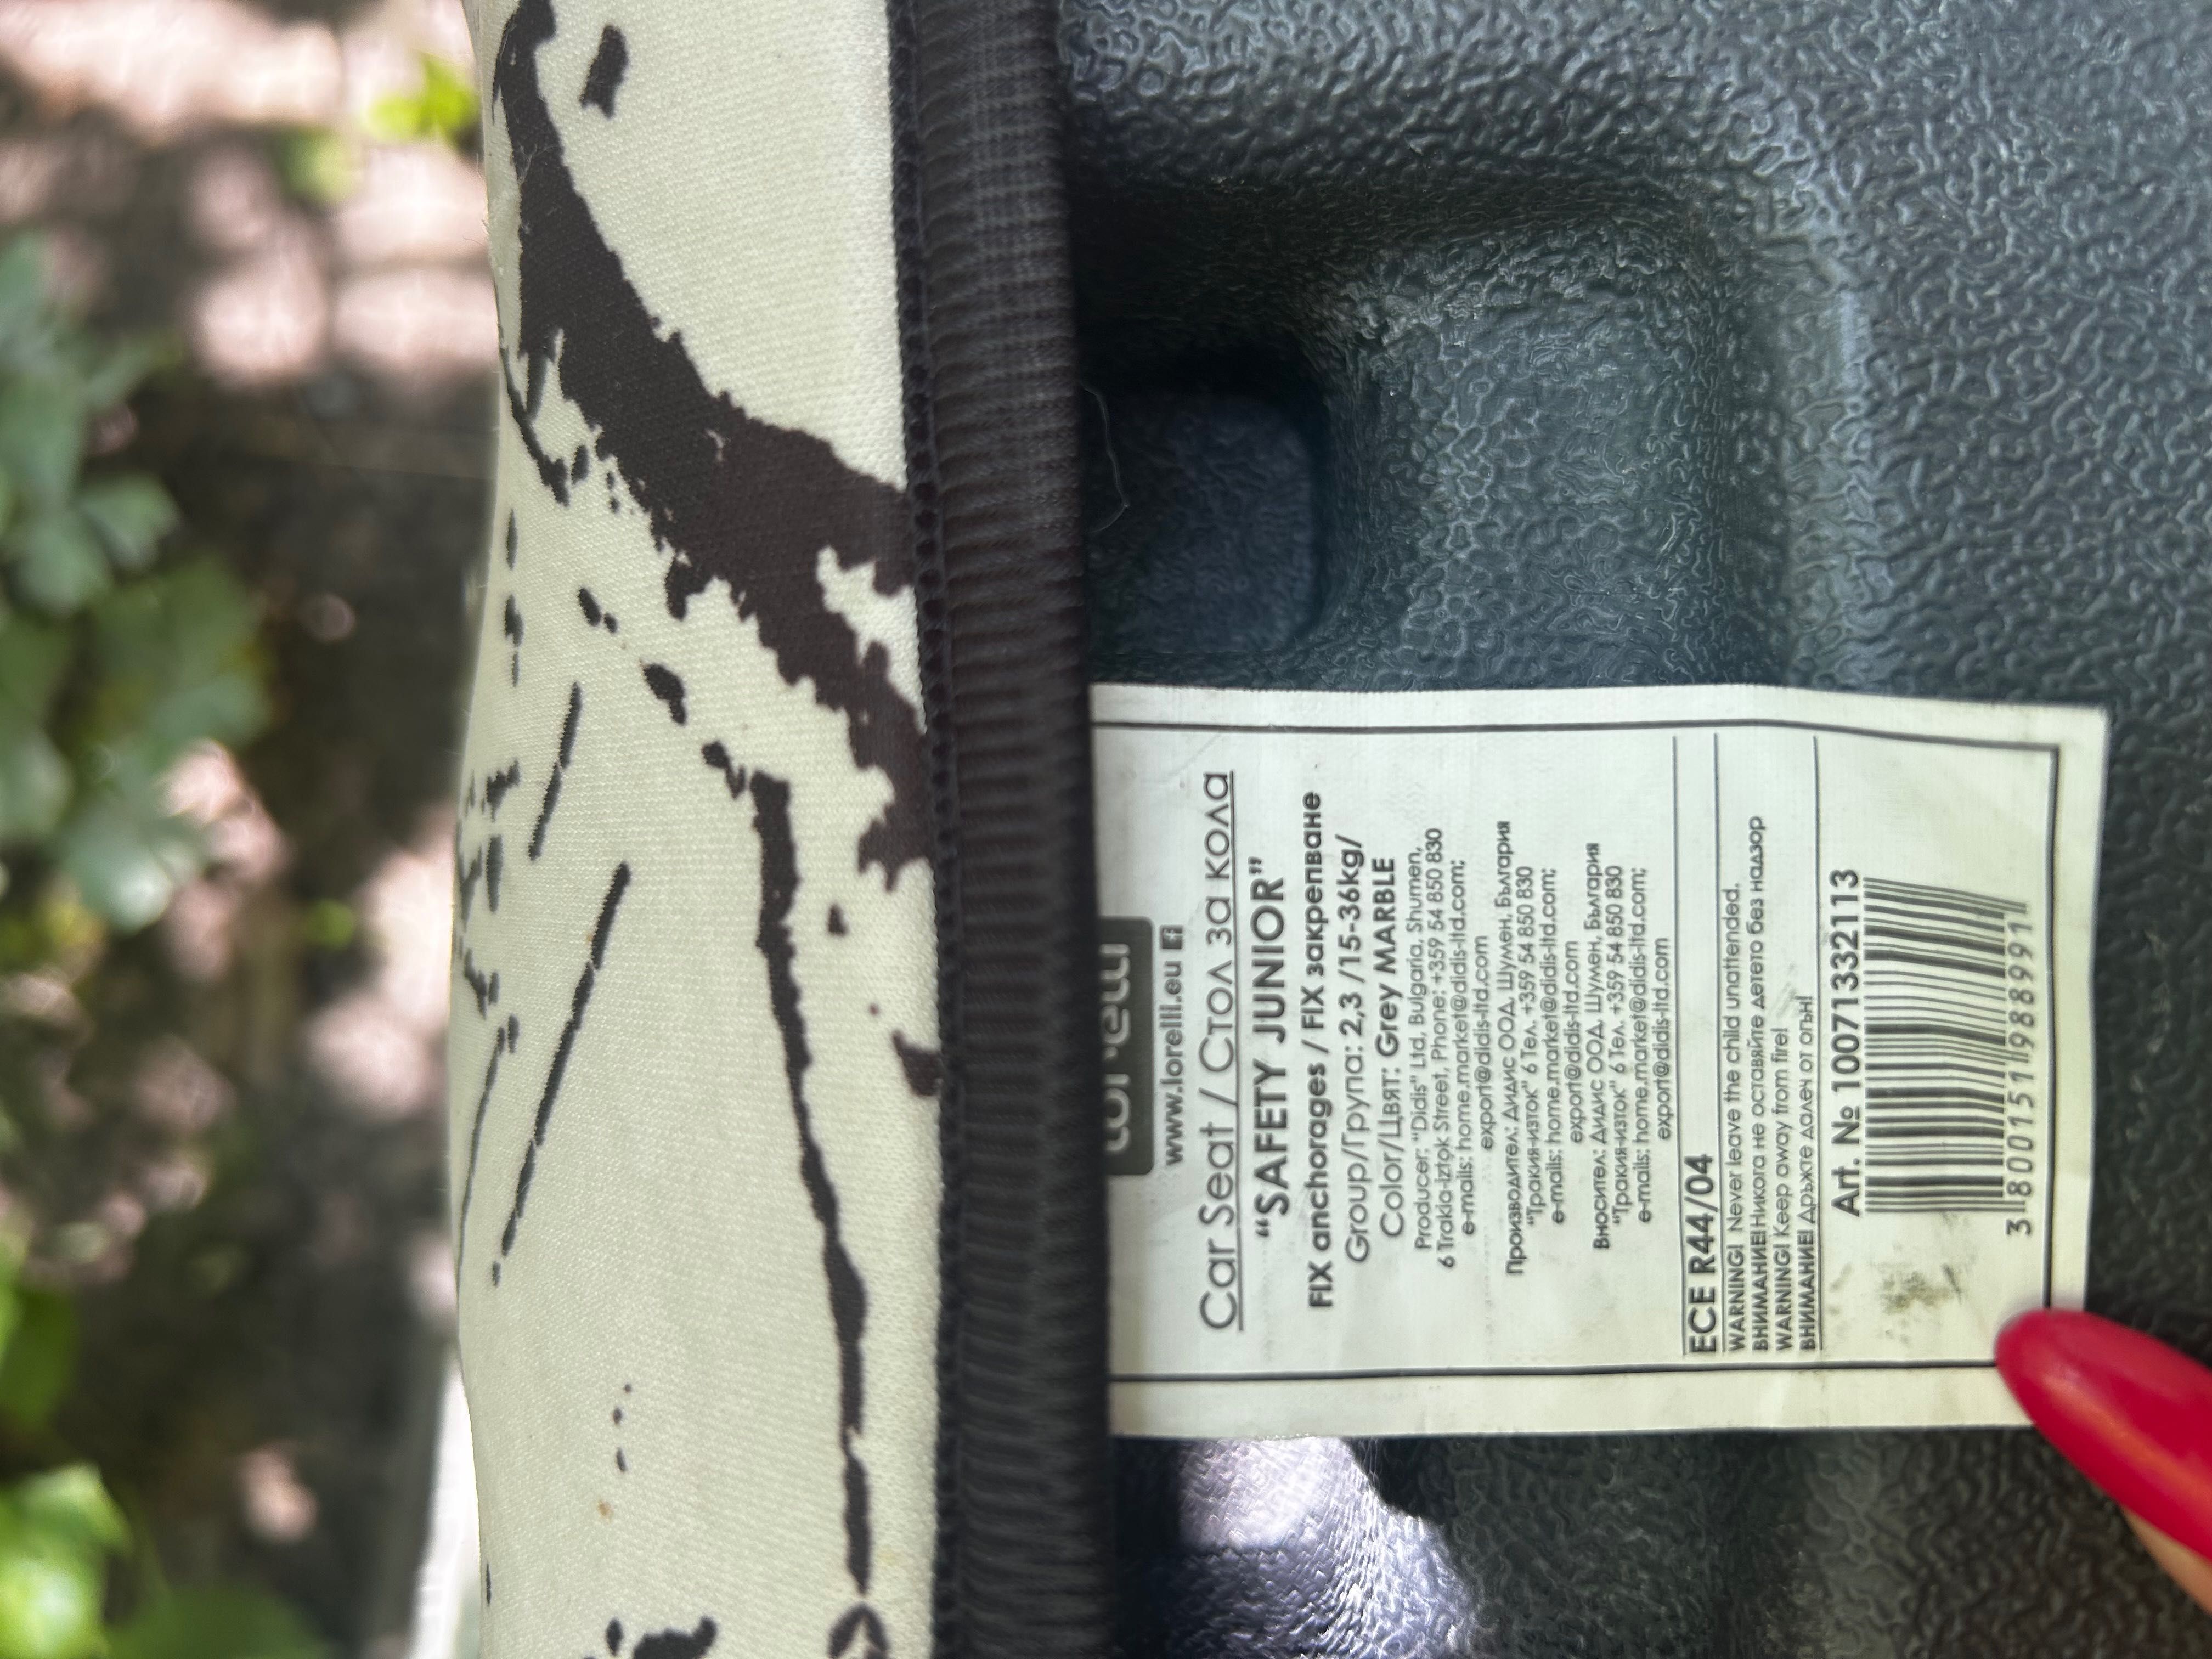 lorelli
www.lorelli.eu
Car Seat / Стол за кола
“SAFETY JUNIOR”
FIX anchorages / FIX закрепване
Group/Група: 2,3 /15-36kg/
Color/Цвят: Grey MARBLE
Producer: “Didis” Ltd, Bulgaria, Shumen,
6 Trakia-iztok Street, Phone: +359 54 850 830
e-mails: home.market@didis-ltd.com;
export@didis-ltd.com
Производител: Дидис ООД, Шумен, България
“Тракия-изток” 6 Тел. +359 54 850 830
e-mails: home.market@didis-ltd.com;
export@didis-ltd.com
Вносител: Дидис ООД, Шумен, България
“Тракия-изток” 6 Тел. +359 54 850 830
e-mails: home.market@didis-ltd.com;
export@didis-ltd.com
ECE R44/04
WARNING! Never leave the child unattended.
ВНИМАНИЕ! Никога не оставяйте детето без надзор
WARNING! Keep away from fire!
ВНИМАНИЕ! Дръжте далеч от огън!
Art. № 10071332113
3 800151 988991